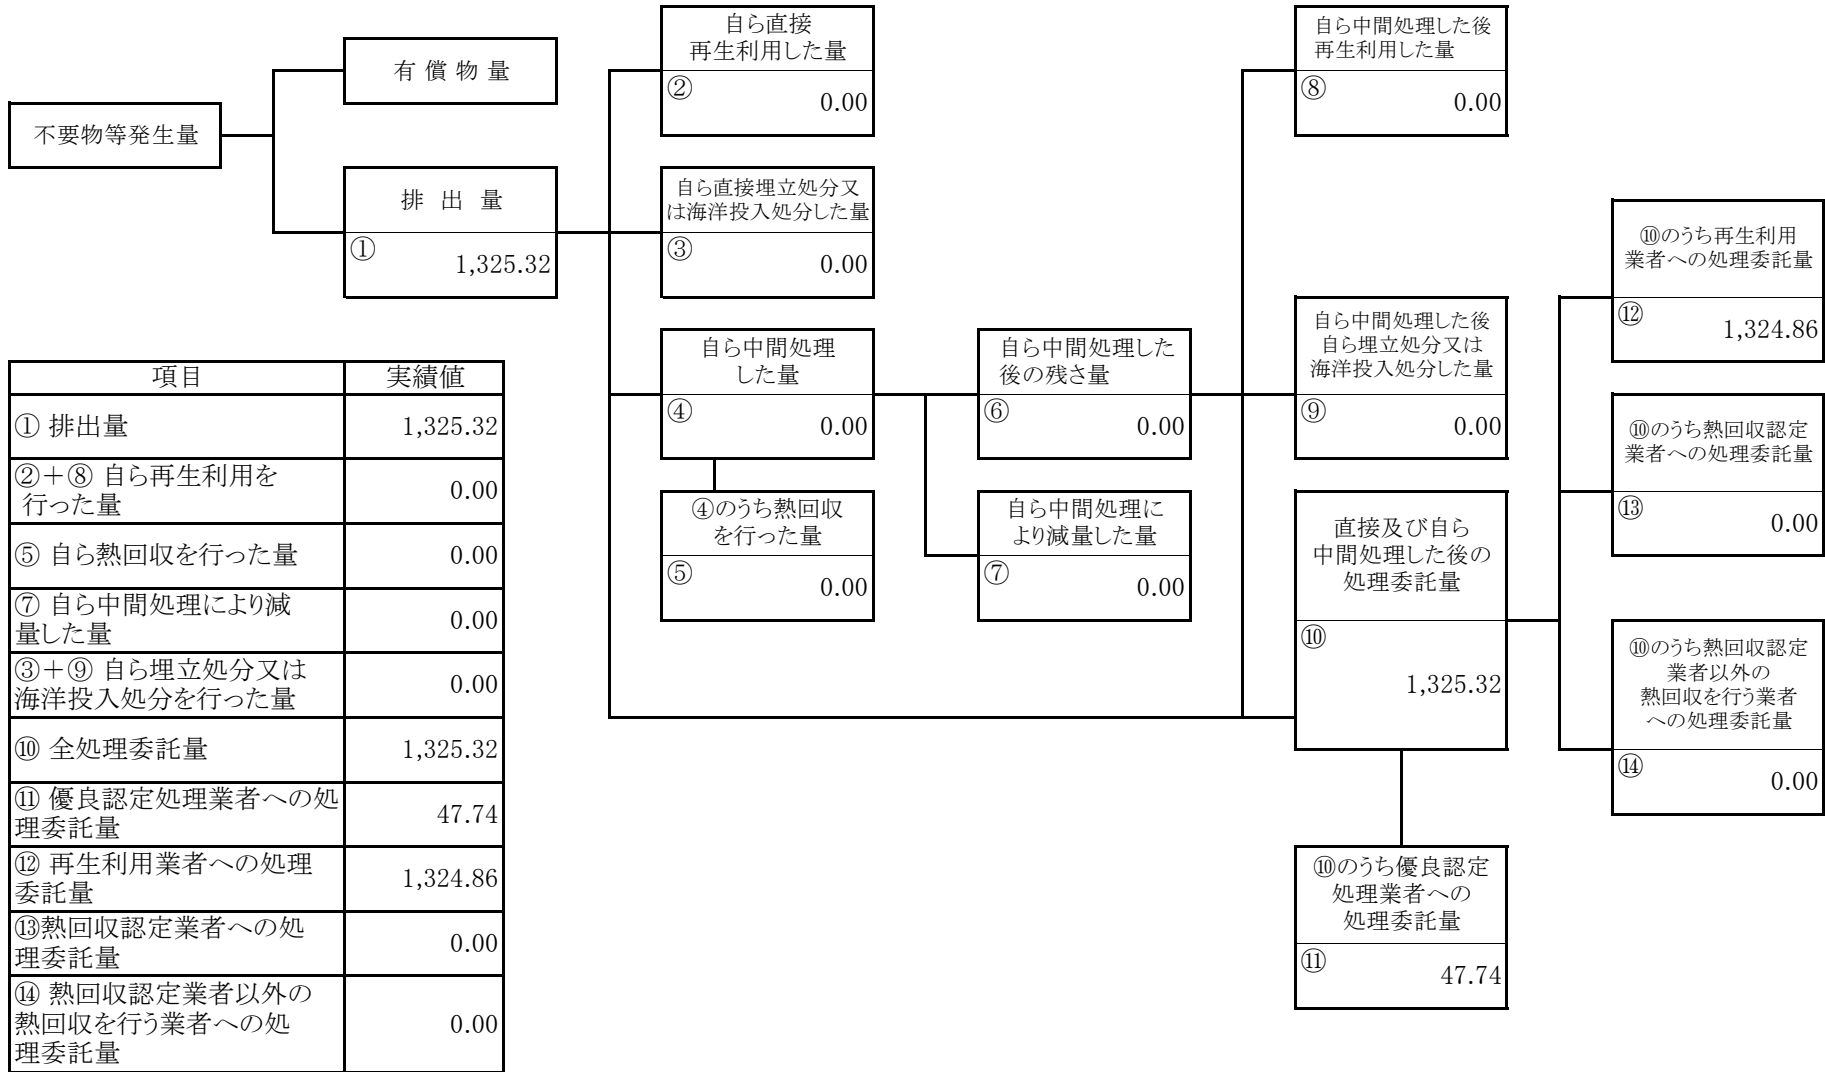 不要物等発生量
有 償 物 量
排 出 量
①
1,325.32
自ら直接
再生利用した量
②
0.00
自ら直接埋立処分又
は海洋投入処分した量
③
0.00
自ら中間処理
した量
④
0.00
④のうち熱回収
を行った量
⑤
0.00
自ら中間処理した
後の残さ量
⑥
0.00
自ら中間処理に
より減量した量
⑦
0.00
自ら中間処理した後
再生利用した量
⑧
0.00
自ら中間処理した後
自ら埋立処分又は
海洋投入処分した量
⑨
0.00
直接及び自ら
中間処理した後の
処理委託量
⑩
1,325.32
⑩のうち優良認定
処理業者への
処理委託量
⑪
47.74
⑩のうち再生利用
業者への処理委託量
⑫
1,324.86
⑩のうち熱回収認定
業者への処理委託量
⑬
0.00
⑩のうち熱回収認定
業者以外の
熱回収を行う業者
への処理委託量
⑭
0.00
項目 実績値
① 排出量 1,325.32
②＋⑧ 自ら再生利用を
行った量 0.00
⑤ 自ら熱回収を行った量 0.00
⑦ 自ら中間処理により減
量した量 0.00
③＋⑨ 自ら埋立処分又は
海洋投入処分を行った量 0.00
⑩ 全処理委託量 1,325.32
⑪ 優良認定処理業者への処
理委託量 47.74
⑫ 再生利用業者への処理
委託量 1,324.86
⑬熱回収認定業者への処
理委託量 0.00
⑭ 熱回収認定業者以外の
熱回収を行う業者への処
理委託量 0.00